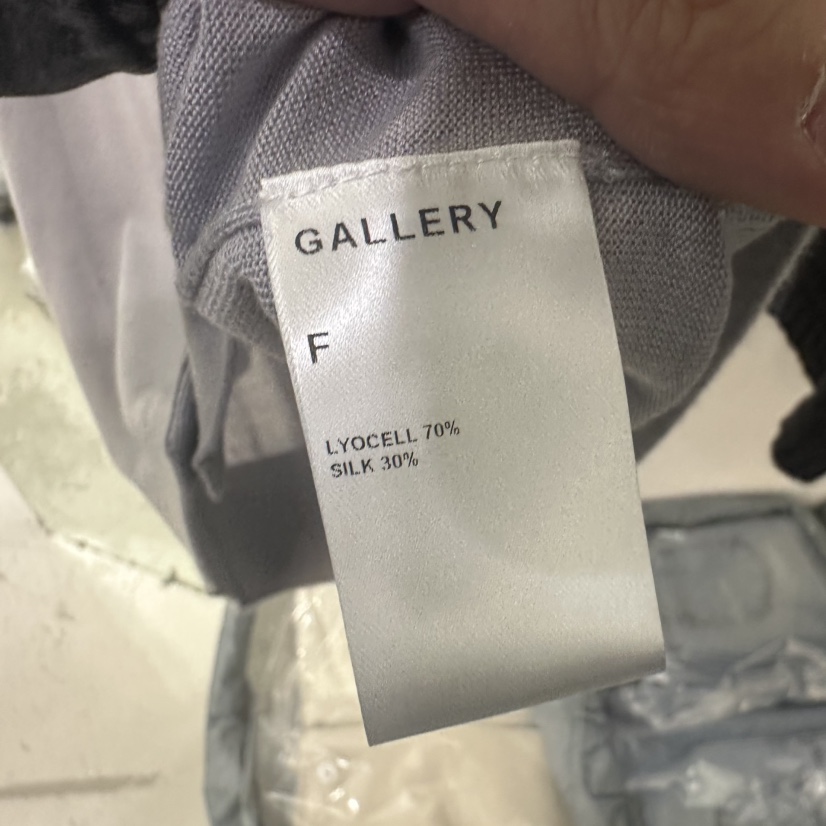 GALLERY
F
LYOCELL 70%
SILK 30%